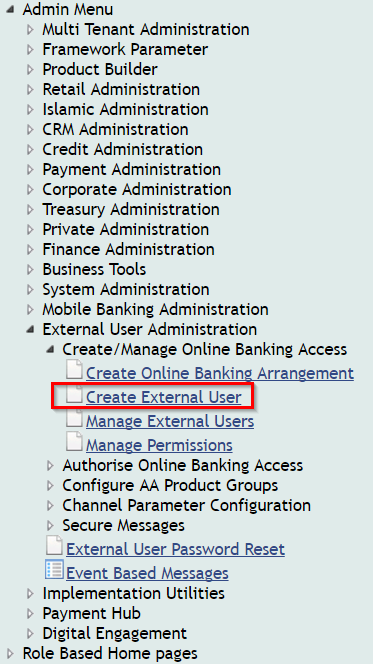 Admin Menu
Multi Tenant Administration
Framework Parameter
Product Builder
Retail Administration
Islamic Administration
CRM Administration
Credit Administration
Payment Administration
Corporate Administration
Treasury Administration
Private Administration
Finance Administration
Business Tools
System Administration
Mobile Banking Administration
External User Administration
Create/Manage Online Banking Access
Create Online Banking Arrangement
Create External User
Manage External Users
Manage Permissions
Authorise Online Banking Access
Configure AA Product Groups
Channel Parameter Configuration
Secure Messages
External User Password Reset
Event Based Messages
Implementation Utilities
Payment Hub
Digital Engagement
Role Based Home pages